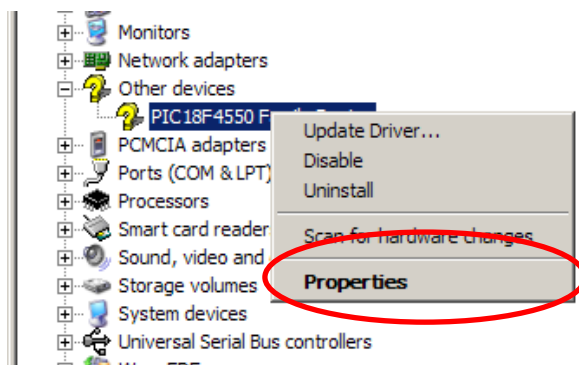 Monitors
Network adapters
Other devices
PIC18F4550
PCMCIA adapters
Ports (COM & LPT)
Processors
Smart card reader
Sound, video and
Storage volumes
System devices
Universal Serial Bus controllers
Update Driver...
Disable
Uninstall
Scan for hardware changes
Properties